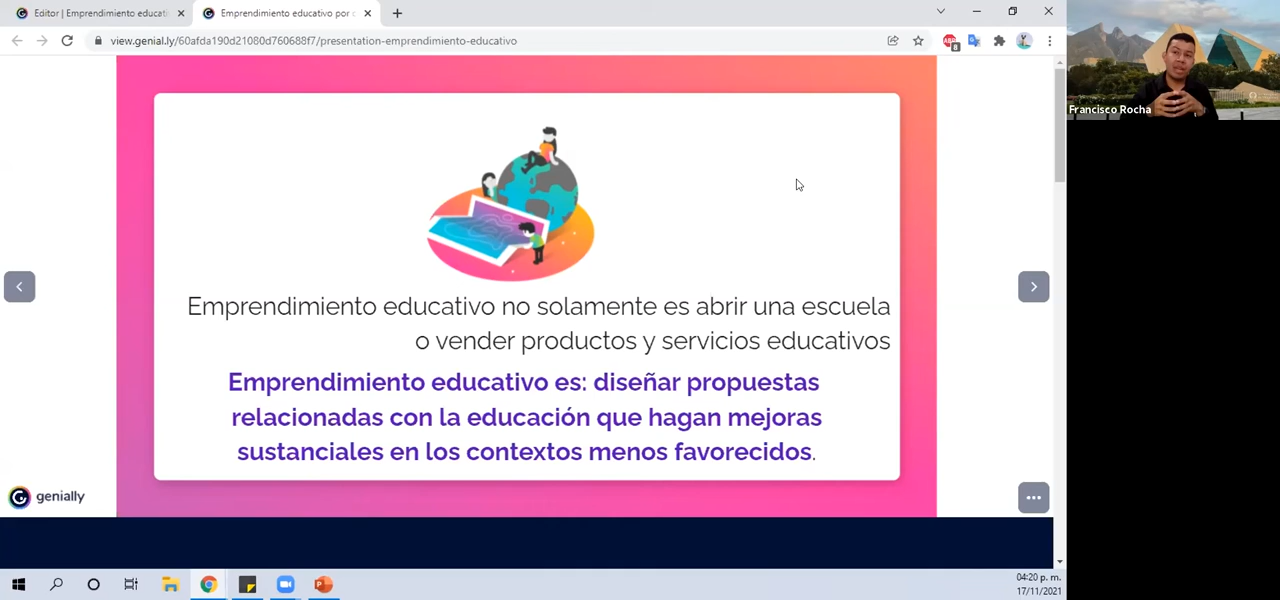 Editor | Emprendimiento educati
Emprendimiento educativo por c
view.genial.ly/60afda190d21080d760688f7/presentation-emprendimiento-educativo
ABP
8
Francisco Rocha
Emprendimiento educativo no solamente es abrir una escuela
o vender productos y servicios educativos
Emprendimiento educativo es: diseñar propuestas
relacionadas con la educación que hagan mejoras
sustanciales en los contextos menos favorecidos.
genially
04:20 p. m.
17/11/2021